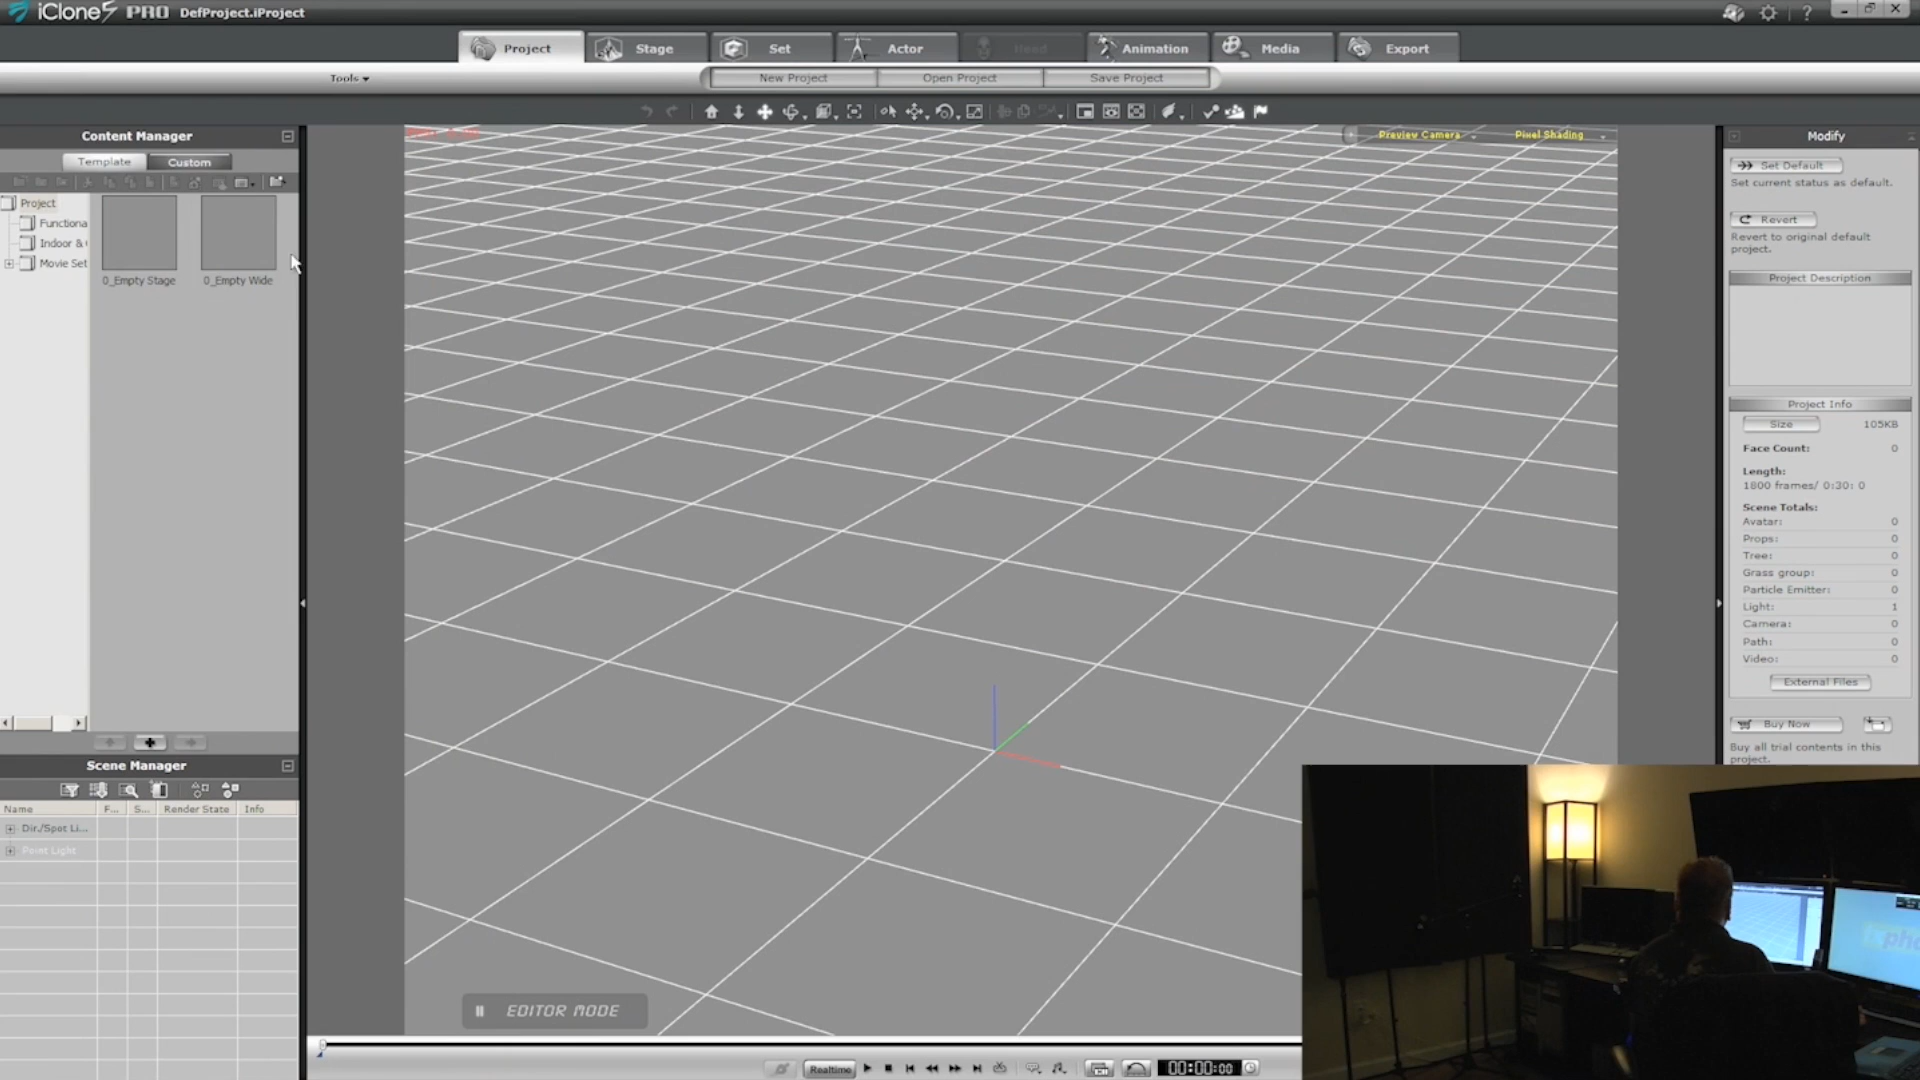 iClone5 PRO DefProject.iProject
Project Stage Set Actor Head Animation Media Export
Tools New Project Open Project Save Project
Content Manager
Template Custom
Project
Functiona
Indoor &
Movie Set
0_Empty Stage 0_Empty Wide
Preview Camera Pixel Shading
EDITOR MODE
Modify
Set Default
Set current status as default.
Revert
Revert to original default
project.
Project Description
Project Info
Size 105KB
Face Count: 0
Length:
1800 frames/ 0:30: 0
Scene Totals:
Avatar: 0
Props: 0
Tree: 0
Grass group: 0
Particle Emitter: 0
Light: 1
Camera: 0
Path: 0
Video: 0
External Files
Buy Now
Buy all trial contents in this
project.
Scene Manager
Name F... S... Render State Info
Dir./Spot Li...
Point Light
Realtime 00:00:00